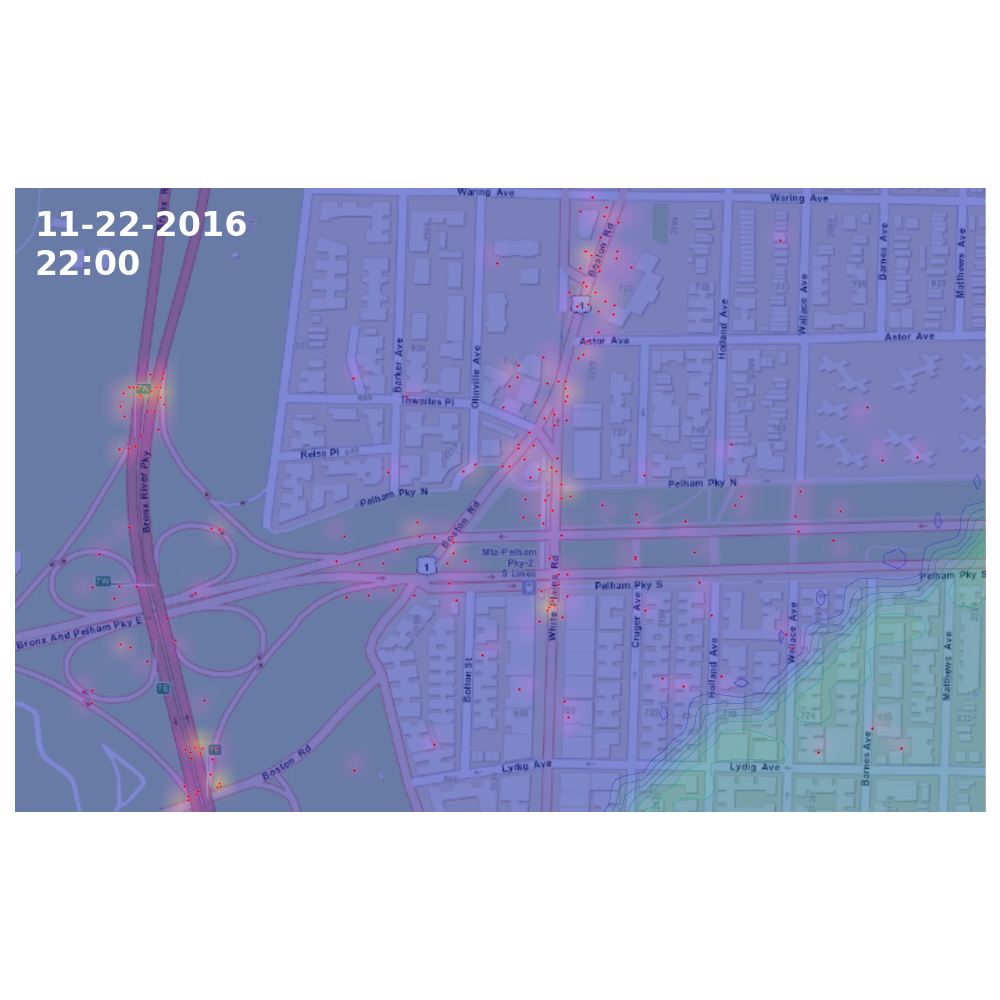 11-22-2016
22:00
Waring Ave
Waring Ave
Boston Rd
Barnes Ave
Matthews Ave
Wallace Ave
Holland Ave
1
Astor Ave
Astor Ave
Barker Ave
Olinville Ave
7W
Thwaites Pl
Reiss Pl
Pelham Pky N
Pelham Pky N
Bronx River Pky
Boston Rd
Mta-Pelham
Pky-2,
5 Lines
1
7W
White Plains Rd
Pelham Pky S
Pelham Pky S
Bronx And Pelham Pky E
Cruger Ave
Holland Ave
Wallace Ave
Matthews Ave
Bolton St
7E
Boston Rd
Lydig Ave
Lydig Ave
Barnes Ave